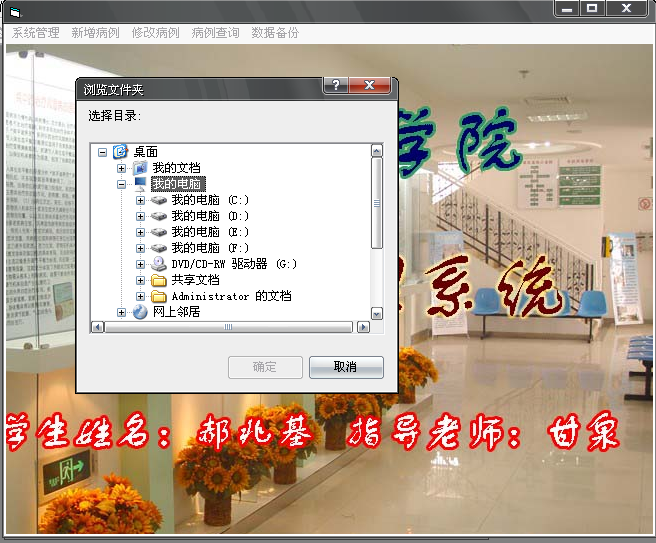 系统管理 新增病例 修改病例 病例查询 数据备份
浏览文件夹
选择目录:
桌面
我的文档
我的电脑
我的电脑 (C:)
我的电脑 (D:)
我的电脑 (E:)
我的电脑 (F:)
DVD/CD-RW 驱动器 (G:)
共享文档
Administrator 的文档
网上邻居
确定 取消
学院
系统
学生姓名：郝兆基 指导老师：甘泉